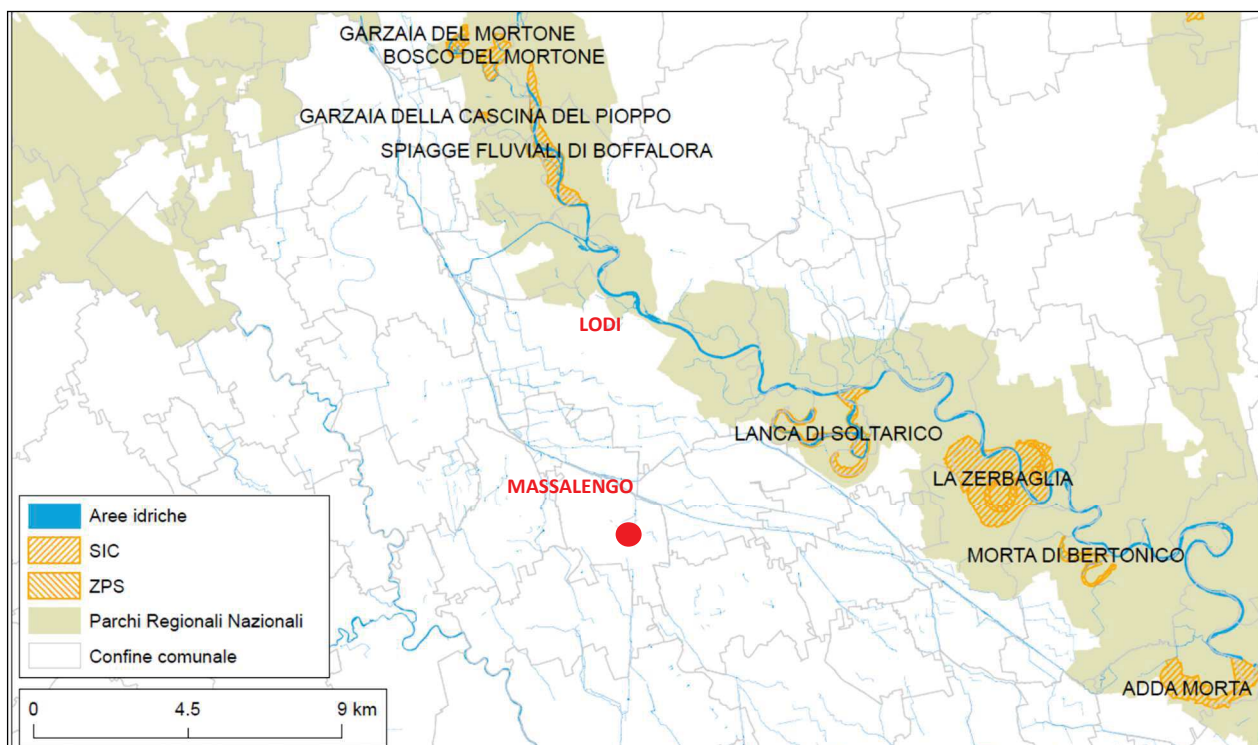 GARZAIA DEL MORTONE
BOSCO DEL MORTONE
GARZAIA DELLA CASCINA DEL PIOPPO
SPIAGGE FLUVIALI DI BOFFALORA
LODI
LANCA DI SOLTARICO
MASSALENGO
LA ZERBAGLIA
MORTA DI BERTONICO
ADDA MORTA
Aree idriche
SIC
ZPS
Parchi Regionali Nazionali
Confine comunale
0 4.5 9 km